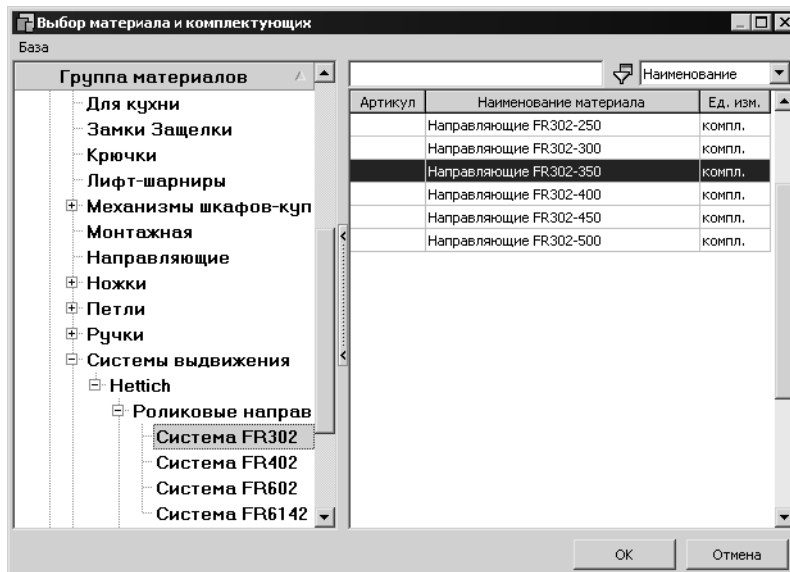 Выбор материала и комплектующих
База
Группа материалов
Для кухни
Замки Защелки
Крючки
Лифт-шарниры
Механизмы шкафов-куп
Монтажная
Направляющие
Ножки
Петли
Ручки
Системы выдвижения
Hettich
Роликовые направ
Система FR302
Система FR402
Система FR602
Система FR6142
Наименование
Артикул Наименование материала Ед. изм.
Направляющие FR302-250 компл.
Направляющие FR302-300 компл.
Направляющие FR302-350 компл.
Направляющие FR302-400 компл.
Направляющие FR302-450 компл.
Направляющие FR302-500 компл.
OK Отмена